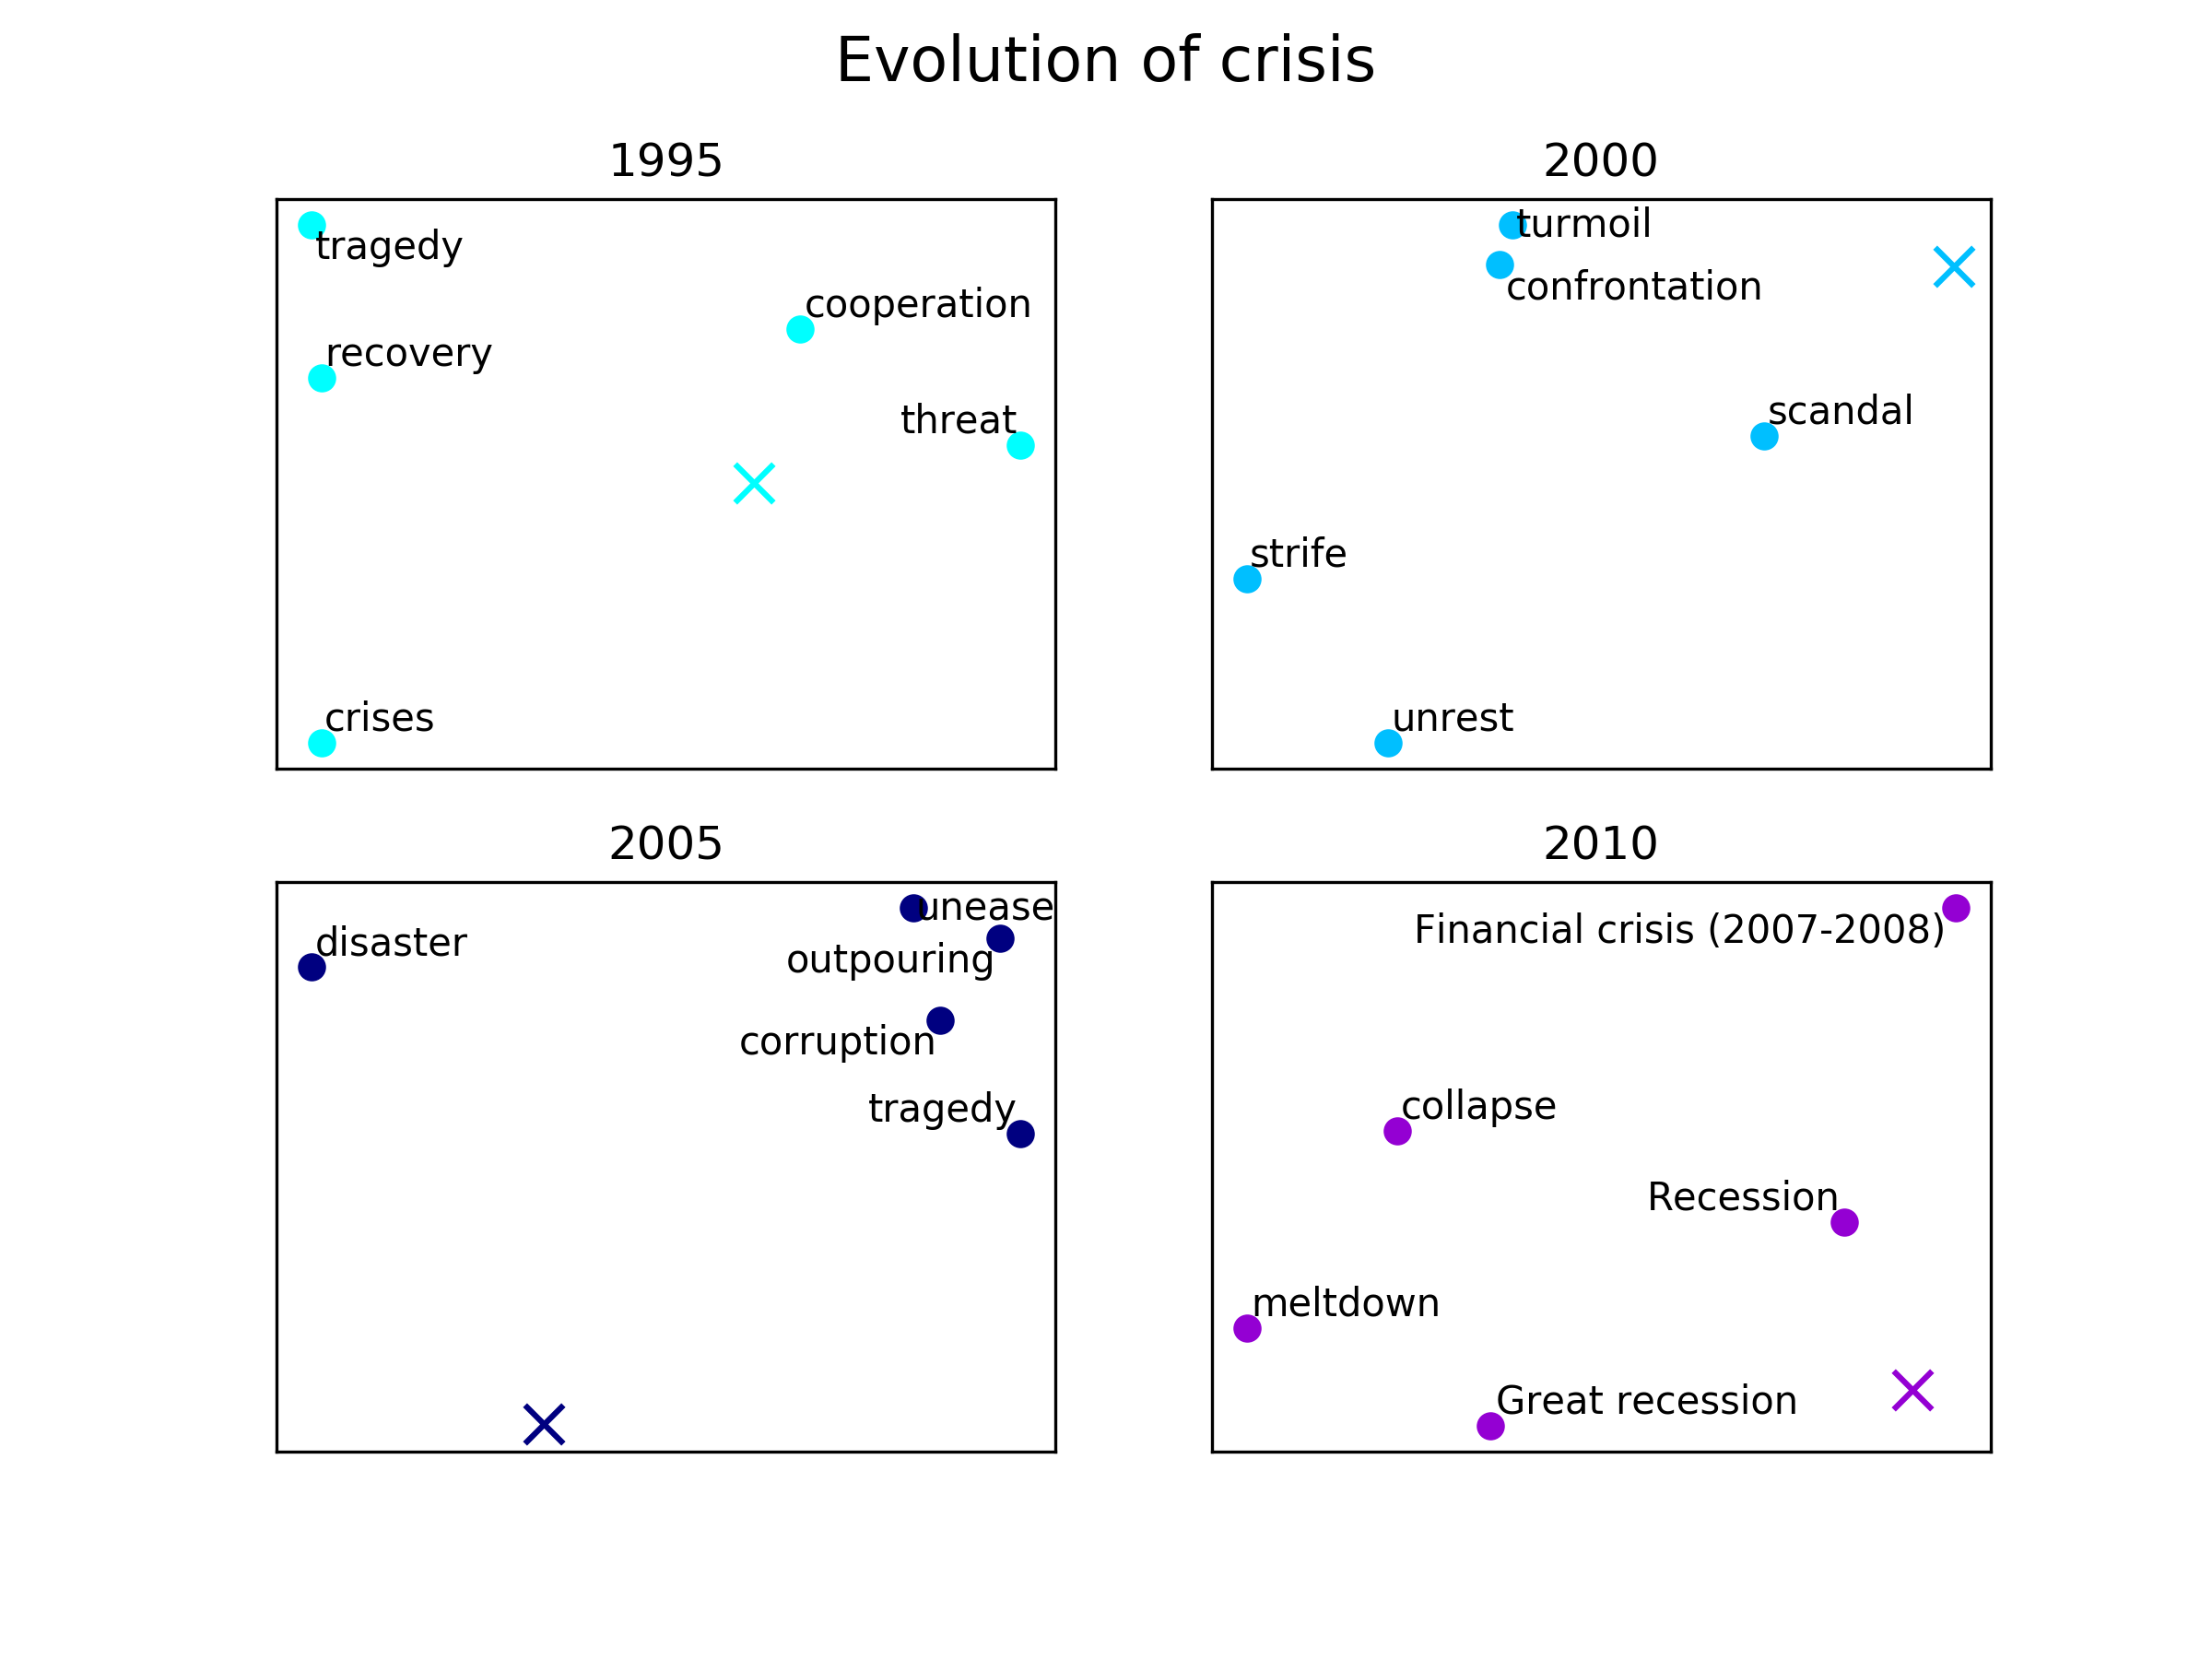 Evolution of crisis
1995
tragedy
cooperation
recovery
threat
crises
2000
turmoil
confrontation
scandal
strife
unrest
2005
unease
disaster
outpouring
corruption
tragedy
2010
Financial crisis (2007-2008)
collapse
Recession
meltdown
Great recession